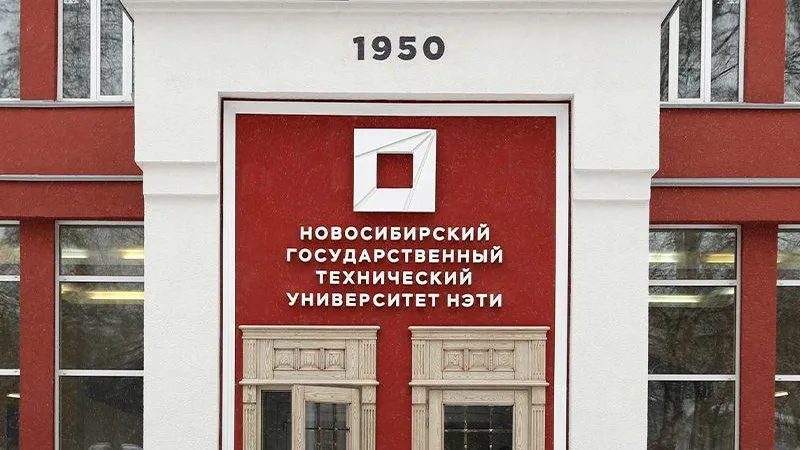 1950
НОВОСИБИРСКИЙ
ГОСУДАРСТВЕННЫЙ
ТЕХНИЧЕСКИЙ
УНИВЕРСИТЕТ НЭТИ